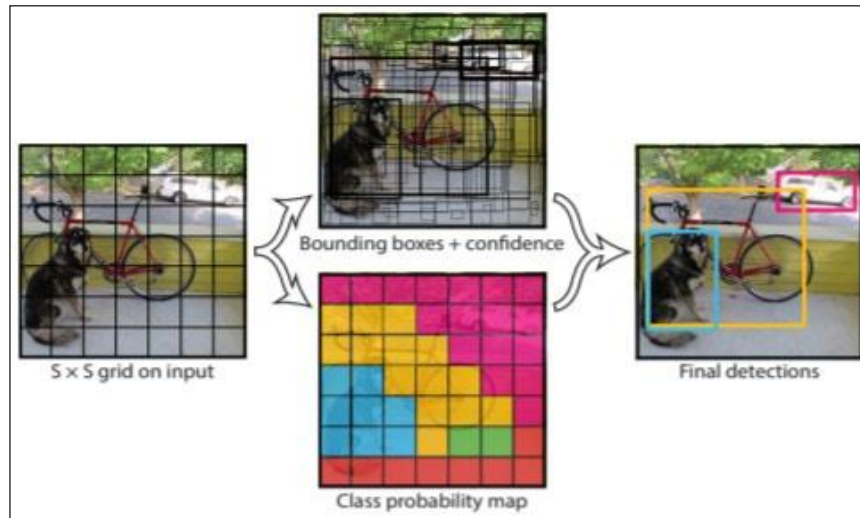 S × S grid on input
Bounding boxes + confidence
Class probability map
Final detections